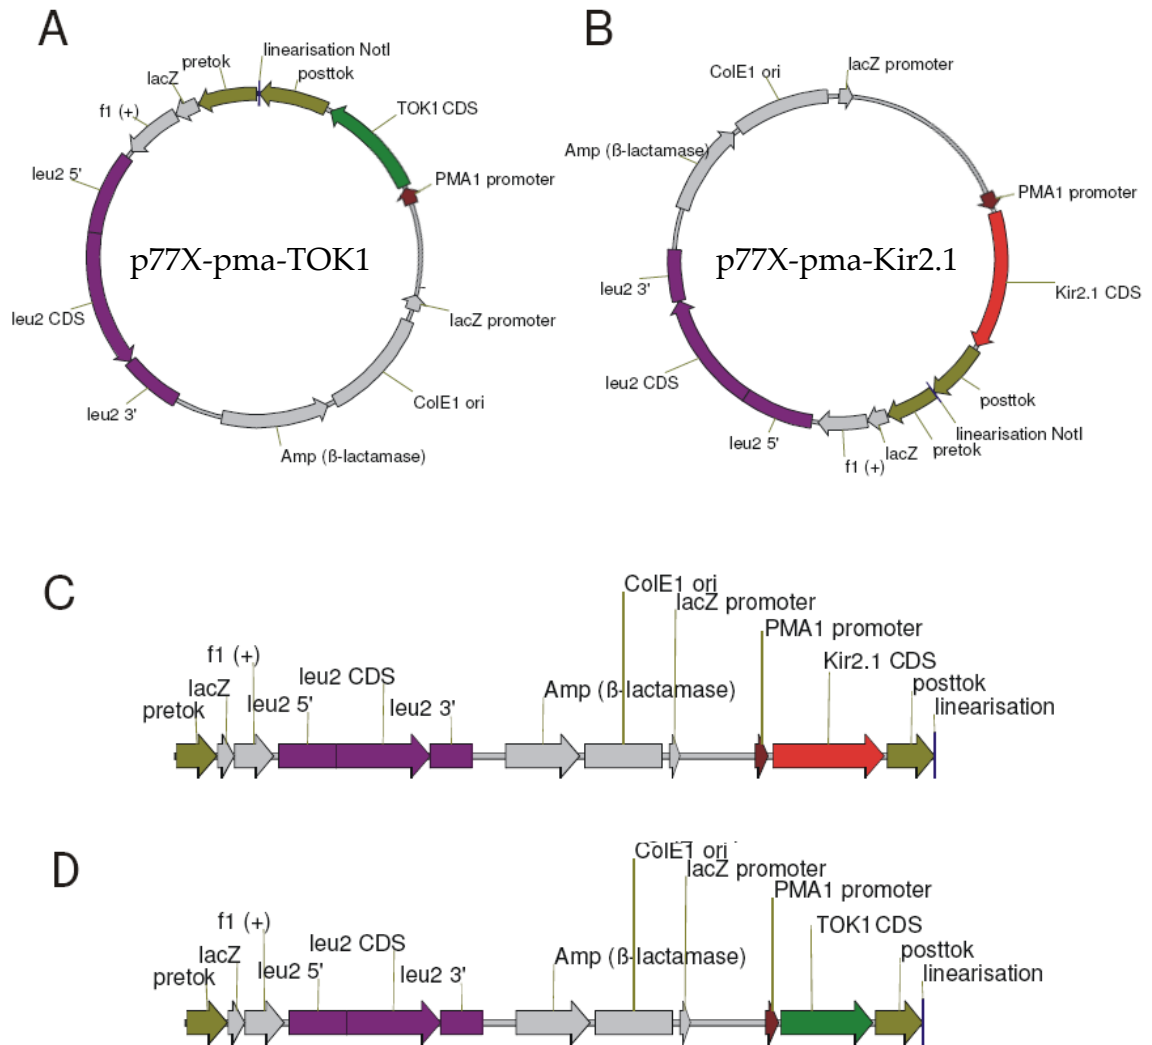 A
linearisation NotI
pretok
posttok
lacZ
f1 (+)
TOK1 CDS
leu2 5'
PMA1 promoter
p77X-pma-TOK1
leu2 CDS
lacZ promoter
leu2 3'
ColE1 ori
Amp (ß-lactamase)
B
lacZ promoter
ColE1 ori
Amp (ß-lactamase)
PMA1 promoter
p77X-pma-Kir2.1
leu2 3'
Kir2.1 CDS
leu2 CDS
posttok
leu2 5'
linearisation NotI
pretok
lacZ
f1 (+)
C
ColE1 ori
lacZ promoter
PMA1 promoter
f1 (+)
Kir2.1 CDS
leu2 CDS
lacZ
Amp (ß-lactamase)
posttok
pretok
leu2 5'
leu2 3'
linearisation
D
ColE1 ori
lacZ promoter
PMA1 promoter
f1 (+)
TOK1 CDS
leu2 CDS
lacZ
Amp (ß-lactamase)
posttok
pretok
leu2 5'
leu2 3'
linearisation